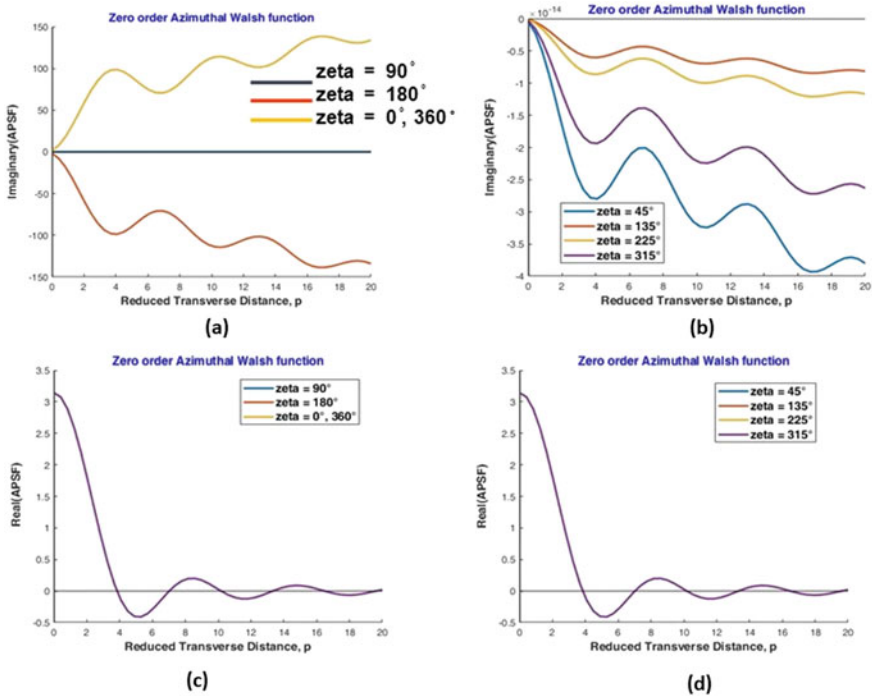 Zero order Azimuthal Walsh function
150
100
50
0
-50
-100
-150
Imaginary(APSF)
zeta = 90°
zeta = 180°
zeta = 0°, 360°
0 2 4 6 8 10 12 14 16 18 20
Reduced Transverse Distance, p
(a)
Zero order Azimuthal Walsh function
× 10⁻¹⁴
0
-0.5
-1
-1.5
-2
-2.5
-3
-3.5
-4
Imaginary(APSF)
zeta = 45°
zeta = 135°
zeta = 225°
zeta = 315°
0 2 4 6 8 10 12 14 16 18 20
Reduced Transverse Distance, p
(b)
Zero order Azimuthal Walsh function
3.5
3
2.5
2
1.5
1
0.5
0
-0.5
Real(APSF)
zeta = 90°
zeta = 180°
zeta = 0°, 360°
0 2 4 6 8 10 12 14 16 18 20
Reduced Transverse Distance, p
(c)
Zero order Azimuthal Walsh function
3.5
3
2.5
2
1.5
1
0.5
0
-0.5
Real(APSF)
zeta = 45°
zeta = 135°
zeta = 225°
zeta = 315°
0 2 4 6 8 10 12 14 16 18 20
Reduced Transverse Distance, p
(d)